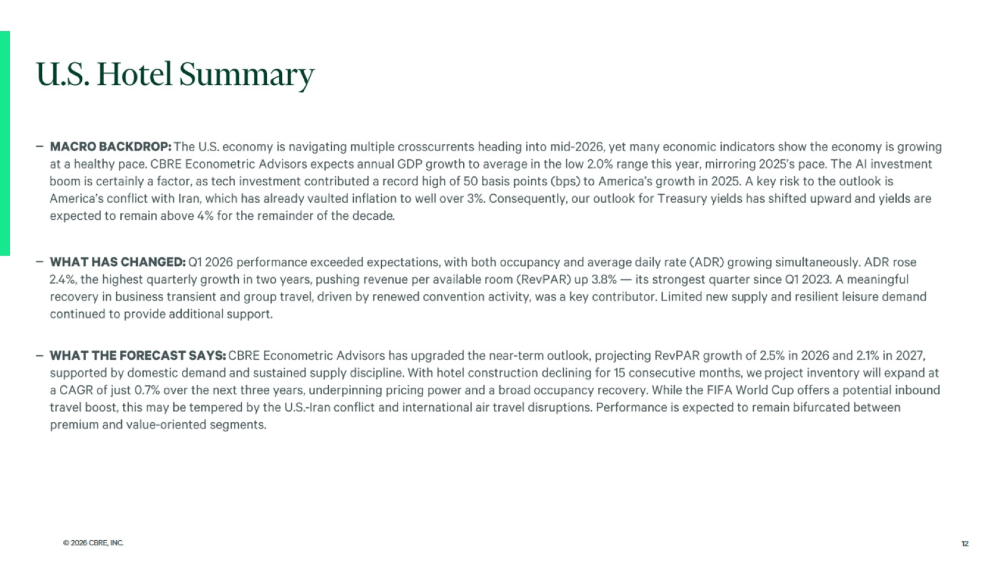 U.S. Hotel Summary
– MACRO BACKDROP: The U.S. economy is navigating multiple crosscurrents heading into mid-2026, yet many economic indicators show the economy is growing
at a healthy pace. CBRE Econometric Advisors expects annual GDP growth to average in the low 2.0% range this year, mirroring 2025’s pace. The AI investment
boom is certainly a factor, as tech investment contributed a record high of 50 basis points (bps) to America’s growth in 2025. A key risk to the outlook is
America’s conflict with Iran, which has already vaulted inflation to well over 3%. Consequently, our outlook for Treasury yields has shifted upward and yields are
expected to remain above 4% for the remainder of the decade.
– WHAT HAS CHANGED: Q1 2026 performance exceeded expectations, with both occupancy and average daily rate (ADR) growing simultaneously. ADR rose
2.4%, the highest quarterly growth in two years, pushing revenue per available room (RevPAR) up 3.8% — its strongest quarter since Q1 2023. A meaningful
recovery in business transient and group travel, driven by renewed convention activity, was a key contributor. Limited new supply and resilient leisure demand
continued to provide additional support.
– WHAT THE FORECAST SAYS: CBRE Econometric Advisors has upgraded the near-term outlook, projecting RevPAR growth of 2.5% in 2026 and 2.1% in 2027,
supported by domestic demand and sustained supply discipline. With hotel construction declining for 15 consecutive months, we project inventory will expand at
a CAGR of just 0.7% over the next three years, underpinning pricing power and a broad occupancy recovery. While the FIFA World Cup offers a potential inbound
travel boost, this may be tempered by the U.S.-Iran conflict and international air travel disruptions. Performance is expected to remain bifurcated between
premium and value-oriented segments.
© 2026 CBRE, INC.
12